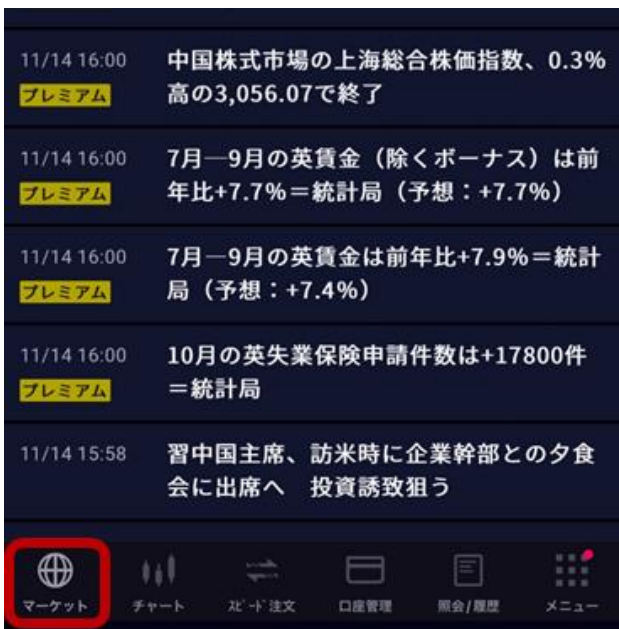 11/14 16:00
プレミアム
中国株式市場の上海総合株価指数、0.3%
高の3,056.07で終了
11/14 16:00
プレミアム
7月―9月の英賃金（除くボーナス）は前
年比+7.7%＝統計局（予想：+7.7%）
11/14 16:00
プレミアム
7月―9月の英賃金は前年比+7.9%＝統計
局（予想：+7.4%）
11/14 16:00
プレミアム
10月の英失業保険申請件数は+17800件
＝統計局
11/14 15:58
習中国主席、訪米時に企業幹部との夕食
会に出席へ　投資誘致狙う
マーケット
チャート
ｽﾋﾟｰﾄﾞ注文
口座管理
照会/履歴
メニュー